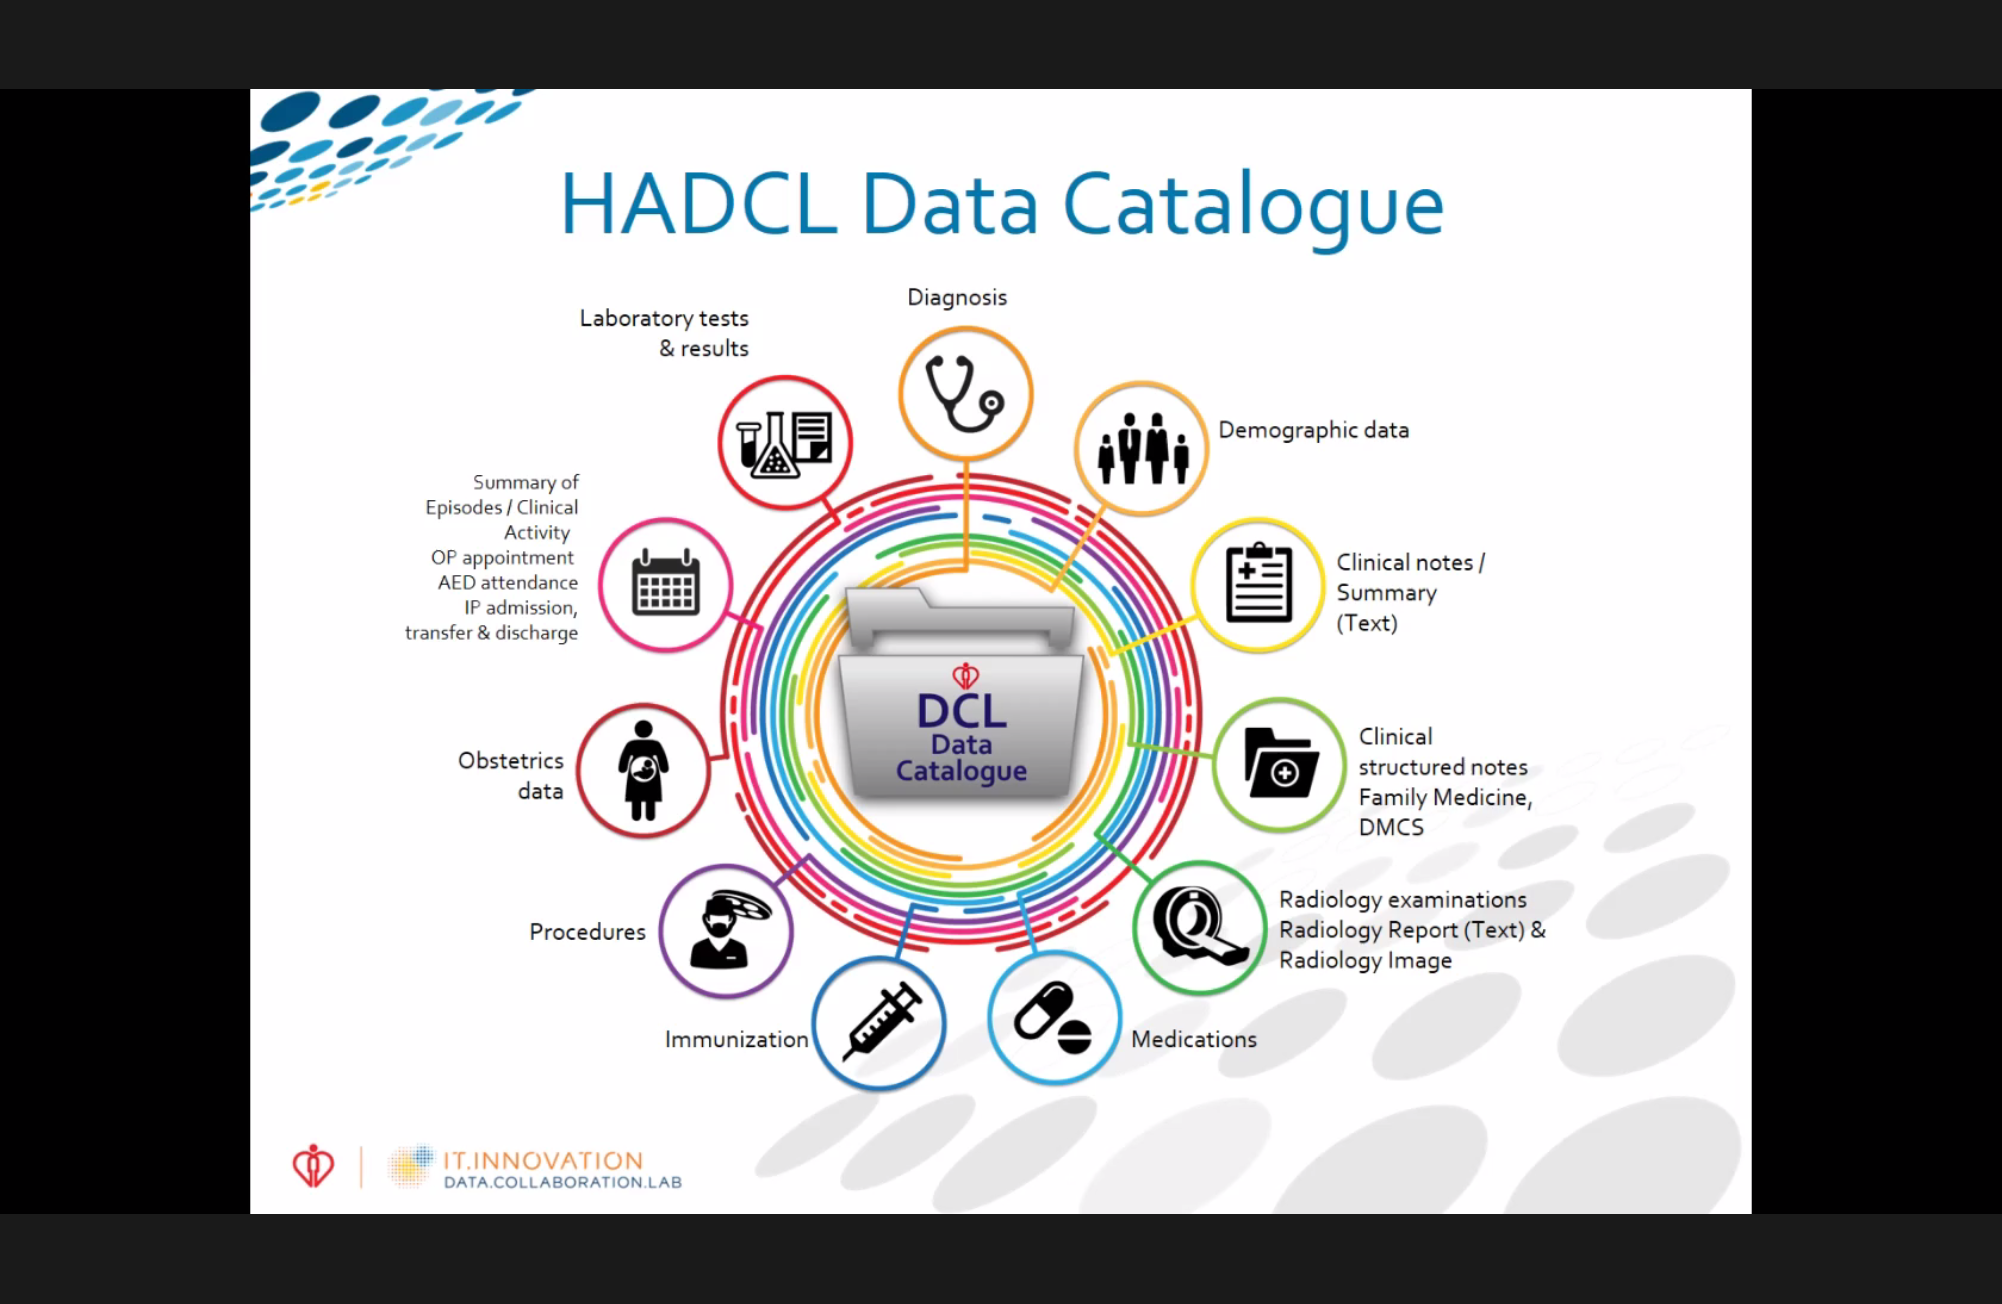 HADCL Data Catalogue
Diagnosis
Laboratory tests
& results
Demographic data
Summary of
Episodes / Clinical
Activity
OP appointment
AED attendance
IP admission,
transfer & discharge
Clinical notes /
Summary
(Text)
DCL
Data
Catalogue
Obstetrics
data
Clinical
structured notes
Family Medicine,
DMCS
Procedures
Radiology examinations
Radiology Report (Text) &
Radiology Image
Immunization
Medications
IT.INNOVATION
DATA.COLLABORATION.LAB